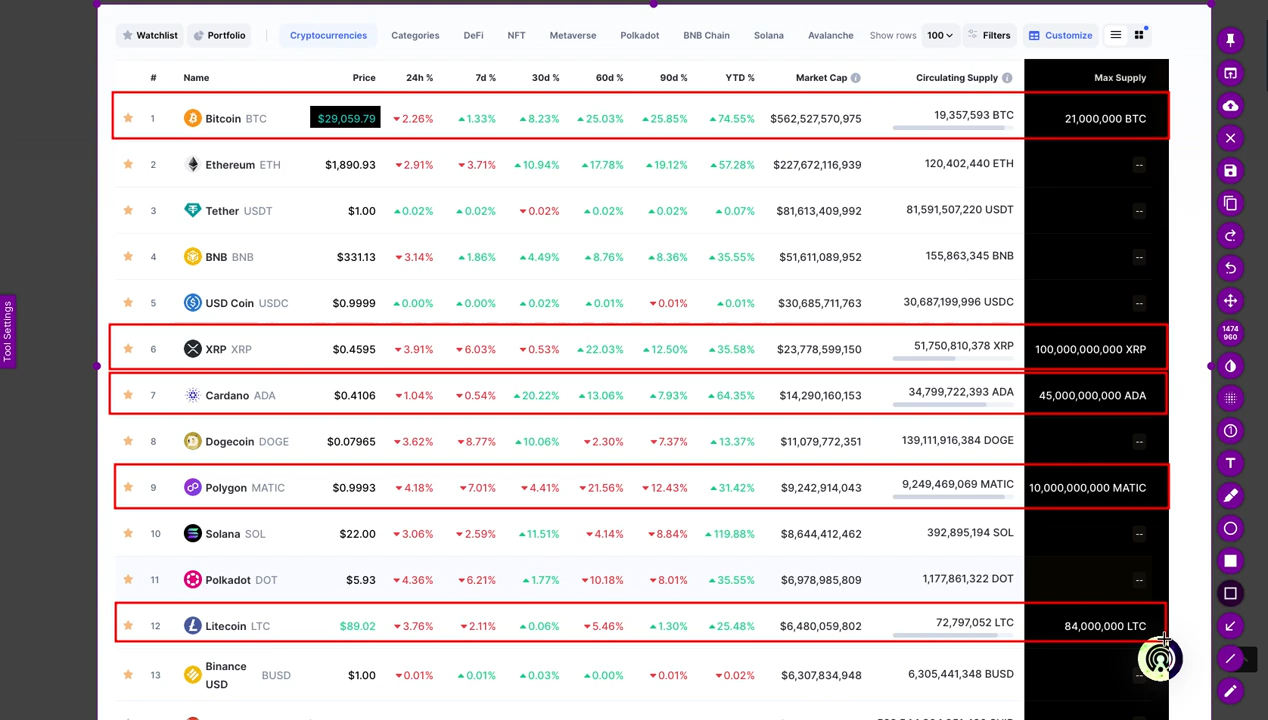 Watchlist Portfolio Cryptocurrencies Categories DeFi NFT Metaverse Polkadot BNB Chain Solana Avalanche Show rows 100 Filters Customize
# Name Price 24h % 7d % 30d % 60d % 90d % YTD % Market Cap Circulating Supply Max Supply
1 Bitcoin BTC $29,059.79 2.26% 1.33% 8.23% 25.03% 25.85% 74.55% $562,527,570,975 19,357,593 BTC 21,000,000 BTC
2 Ethereum ETH $1,890.93 2.91% 3.71% 10.94% 17.78% 19.12% 57.28% $227,672,116,939 120,402,440 ETH --
3 Tether USDT $1.00 0.02% 0.02% 0.02% 0.02% 0.02% 0.07% $81,613,409,992 81,591,507,220 USDT --
4 BNB BNB $331.13 3.14% 1.86% 4.49% 8.76% 8.36% 35.55% $51,611,089,952 155,863,345 BNB --
5 USD Coin USDC $0.9999 0.00% 0.00% 0.02% 0.01% 0.01% 0.01% $30,685,711,763 30,687,199,996 USDC --
6 XRP XRP $0.4595 3.91% 6.03% 0.53% 22.03% 12.50% 35.58% $23,778,599,150 51,750,810,378 XRP 100,000,000,000 XRP
7 Cardano ADA $0.4106 1.04% 0.54% 20.22% 13.06% 7.93% 64.35% $14,290,160,153 34,799,722,393 ADA 45,000,000,000 ADA
8 Dogecoin DOGE $0.07965 3.62% 8.77% 10.06% 2.30% 7.37% 13.37% $11,079,772,351 139,111,916,384 DOGE --
9 Polygon MATIC $0.9993 4.18% 7.01% 4.41% 21.56% 12.43% 31.42% $9,242,914,043 9,249,469,069 MATIC 10,000,000,000 MATIC
10 Solana SOL $22.00 3.06% 2.59% 11.51% 4.14% 8.84% 119.88% $8,644,412,462 392,895,194 SOL --
11 Polkadot DOT $5.93 4.36% 6.21% 1.77% 10.18% 8.01% 35.55% $6,978,985,809 1,177,861,322 DOT --
12 Litecoin LTC $89.02 3.76% 2.11% 0.06% 5.46% 1.30% 25.48% $6,480,059,802 72,797,052 LTC 84,000,000 LTC
13 Binance USD BUSD $1.00 0.01% 0.01% 0.03% 0.00% 0.01% 0.02% $6,307,834,948 6,305,441,348 BUSD --
Tool Settings
1474
960